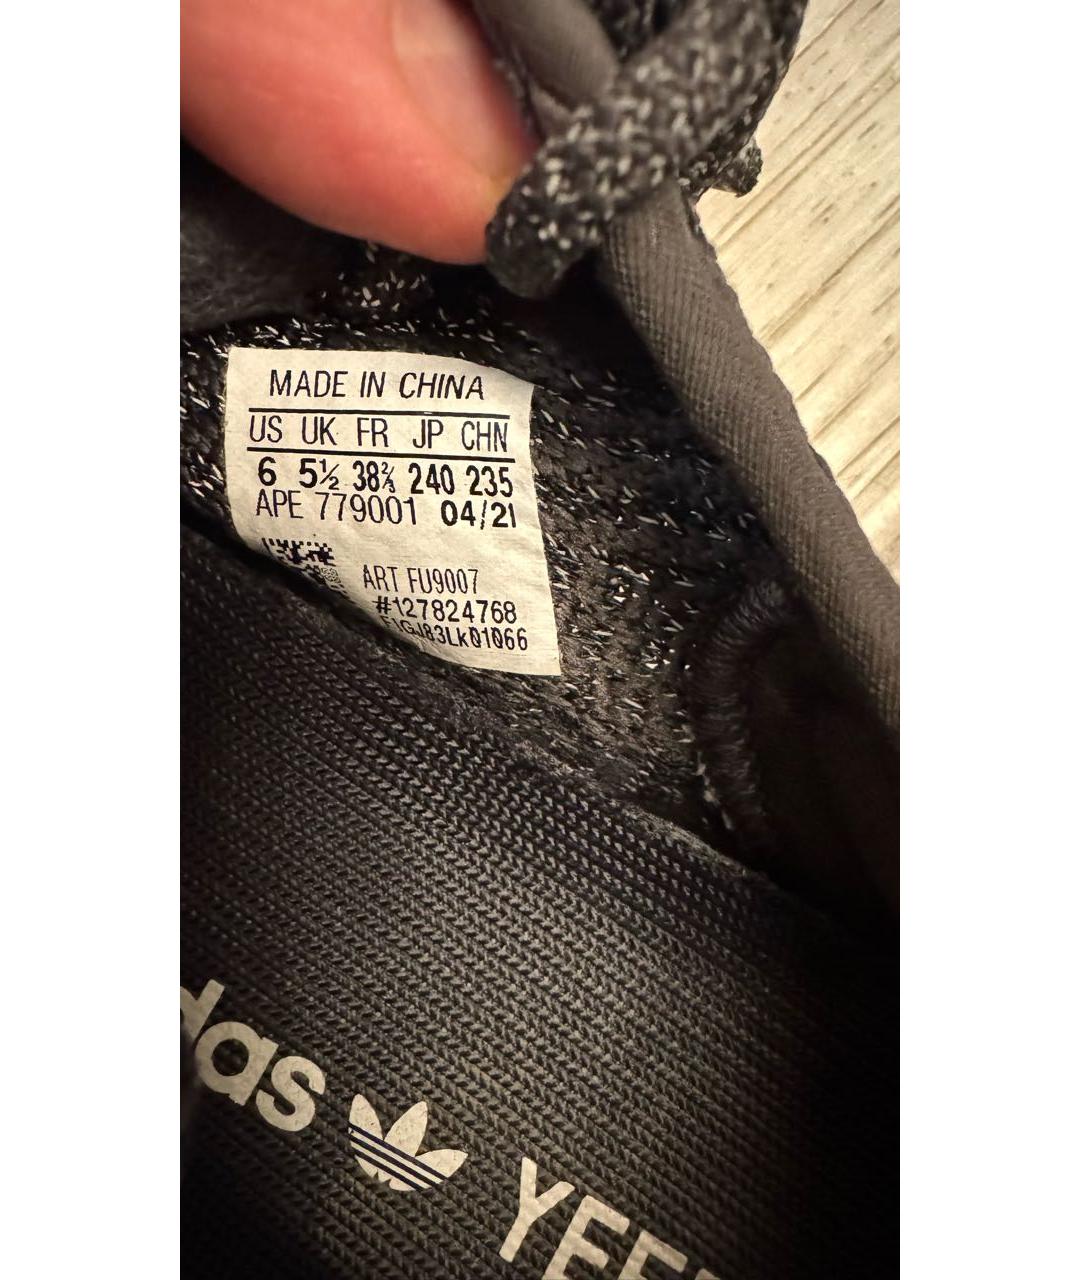 MADE IN CHINA
US UK FR JP CHN
6 5½ 38⅔ 240 235
APE 779001 04/21
ART FU9007
#127824768
F1GJ83Lk01066
das
YEE